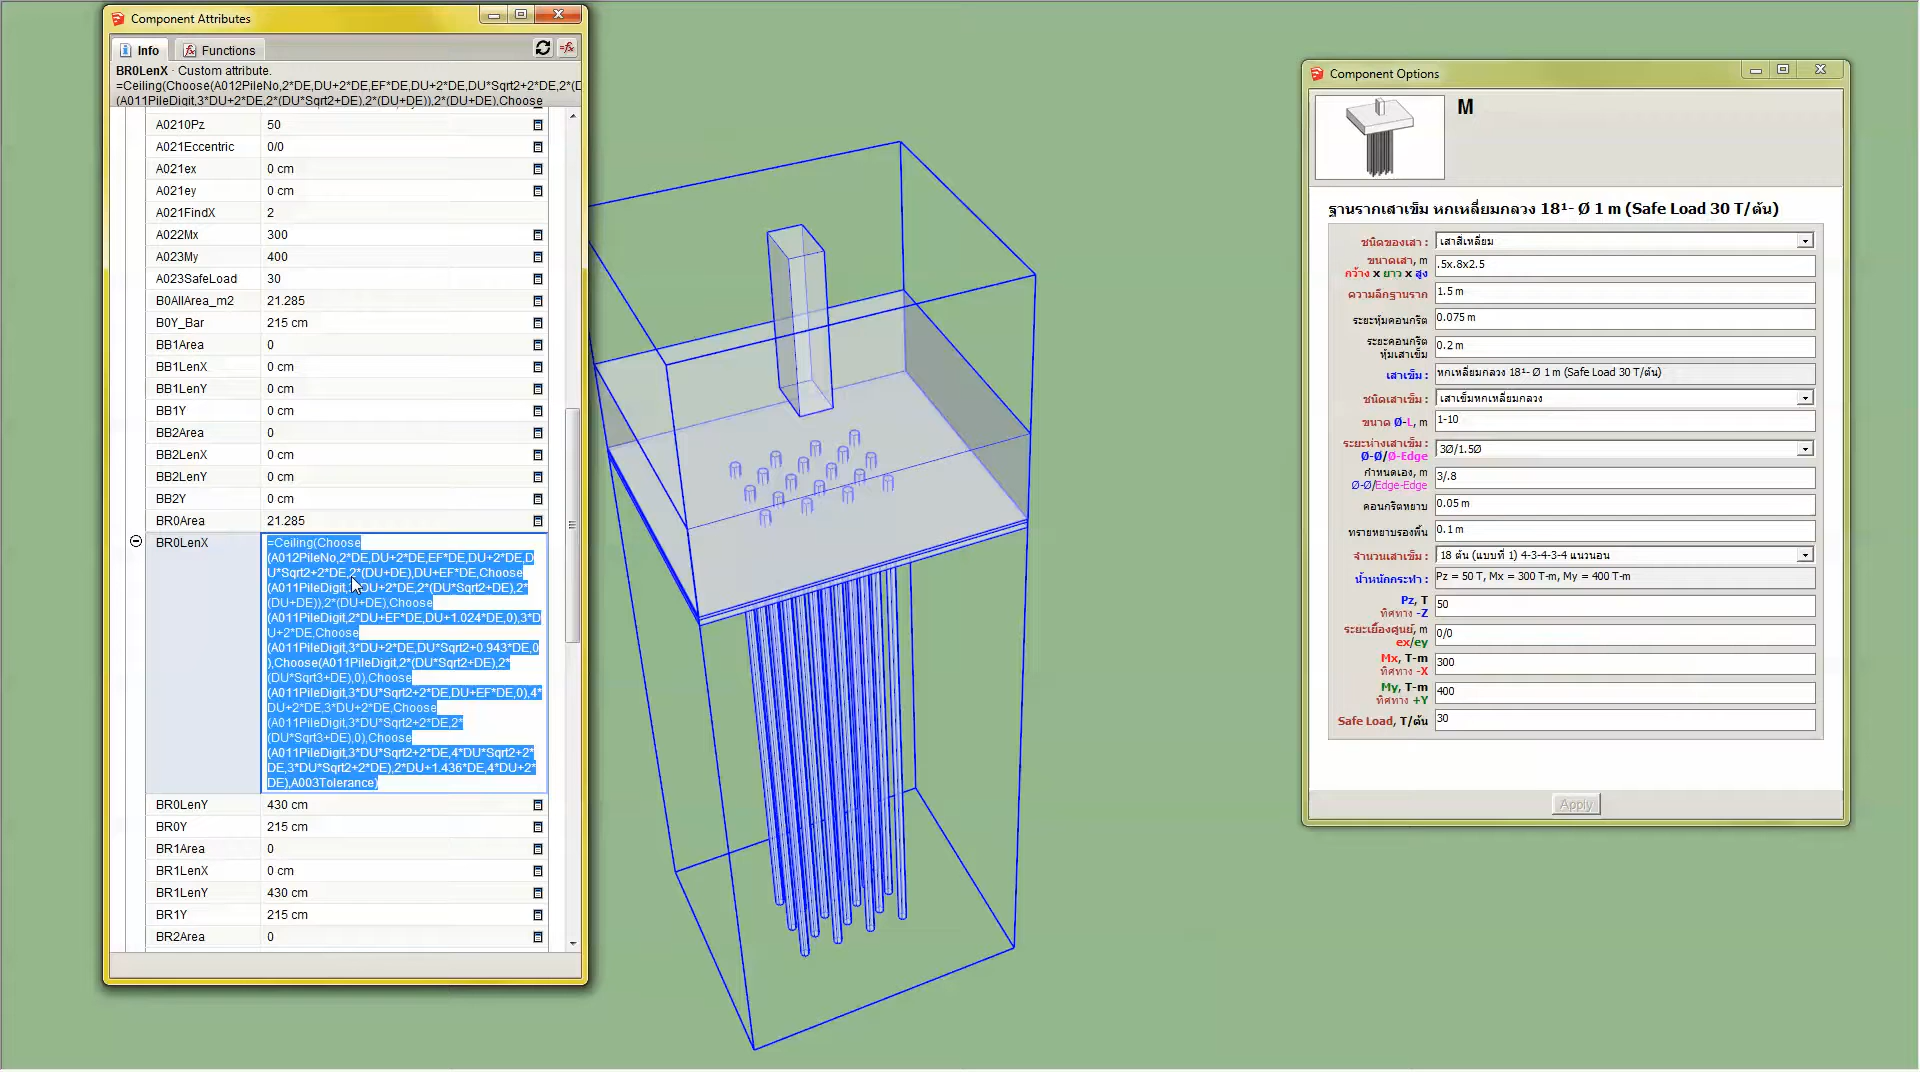 Component Attributes
Info
Functions
=fx
BR0LenX · Custom attribute.
=Ceiling(Choose(A012PileNo,2*DE,DU+2*DE,EF*DE,DU+2*DE,DU*Sqrt2+2*DE,2*(D
(A011PileDigit,3*DU+2*DE,2*(DU*Sqrt2+DE),2*(DU+DE)),2*(DU+DE),Choose
A0210Pz 50
A021Eccentric 0/0
A021ex 0 cm
A021ey 0 cm
A021FindX 2
A022Mx 300
A023My 400
A023SafeLoad 30
B0AllArea_m2 21.285
B0Y_Bar 215 cm
BB1Area 0
BB1LenX 0 cm
BB1LenY 0 cm
BB1Y 0 cm
BB2Area 0
BB2LenX 0 cm
BB2LenY 0 cm
BB2Y 0 cm
BR0Area 21.285
BR0LenX =Ceiling(Choose
(A012PileNo,2*DE,DU+2*DE,EF*DE,DU+2*DE,D
U*Sqrt2+2*DE,2*(DU+DE),DU+EF*DE,Choose
(A011PileDigit,3*DU+2*DE,2*(DU*Sqrt2+DE),2*
(DU+DE)),2*(DU+DE),Choose
(A011PileDigit,2*DU+EF*DE,DU+1.024*DE,0),3*D
U+2*DE,Choose
(A011PileDigit,3*DU+2*DE,DU*Sqrt2+0.943*DE,0
),Choose(A011PileDigit,2*(DU*Sqrt2+DE),2*
(DU*Sqrt3+DE),0),Choose
(A011PileDigit,3*DU*Sqrt2+2*DE,DU+EF*DE,0),4*
DU+2*DE,3*DU+2*DE,Choose
(A011PileDigit,3*DU*Sqrt2+2*DE,2*
(DU*Sqrt3+DE),0),Choose
(A011PileDigit,3*DU*Sqrt2+2*DE,4*DU*Sqrt2+2*
DE,3*DU*Sqrt2+2*DE),2*DU+1.436*DE,4*DU+2*
DE),A003Tolerance)
BR0LenY 430 cm
BR0Y 215 cm
BR1Area 0
BR1LenX 0 cm
BR1LenY 430 cm
BR1Y 215 cm
BR2Area 0
Component Options
M
ฐานรากเสาเข็ม หกเหลี่ยมกลวง 18¹- Ø 1 m (Safe Load 30 T/ต้น)
ชนิดของเสา : เสาสี่เหลี่ยม
ขนาดเสา, m
กว้าง x ยาว x สูง .5x.8x2.5
ความลึกฐานราก 1.5 m
ระยะหุ้มคอนกรีต 0.075 m
ระยะคอนกรีต
หุ้มเสาเข็ม 0.2 m
เสาเข็ม : หกเหลี่ยมกลวง 18¹- Ø 1 m (Safe Load 30 T/ต้น)
ชนิดเสาเข็ม : เสาเข็มหกเหลี่ยมกลวง
ขนาด Ø-L, m 1-10
ระยะห่างเสาเข็ม :
Ø-Ø/Ø-Edge 3Ø/1.5Ø
กำหนดเอง, m
Ø-Ø/Edge-Edge 3/.8
คอนกรีตหยาบ 0.05 m
ทรายหยาบรองพื้น 0.1 m
จำนวนเสาเข็ม : 18 ต้น (แบบที่ 1) 4-3-4-3-4 แนวนอน
น้ำหนักกระทำ : Pz = 50 T, Mx = 300 T-m, My = 400 T-m
Pz, T
ทิศทาง -Z 50
ระยะเยื้องศูนย์, m
ex/ey 0/0
Mx, T-m
ทิศทาง -X 300
My, T-m
ทิศทาง +Y 400
Safe Load, T/ต้น 30
Apply